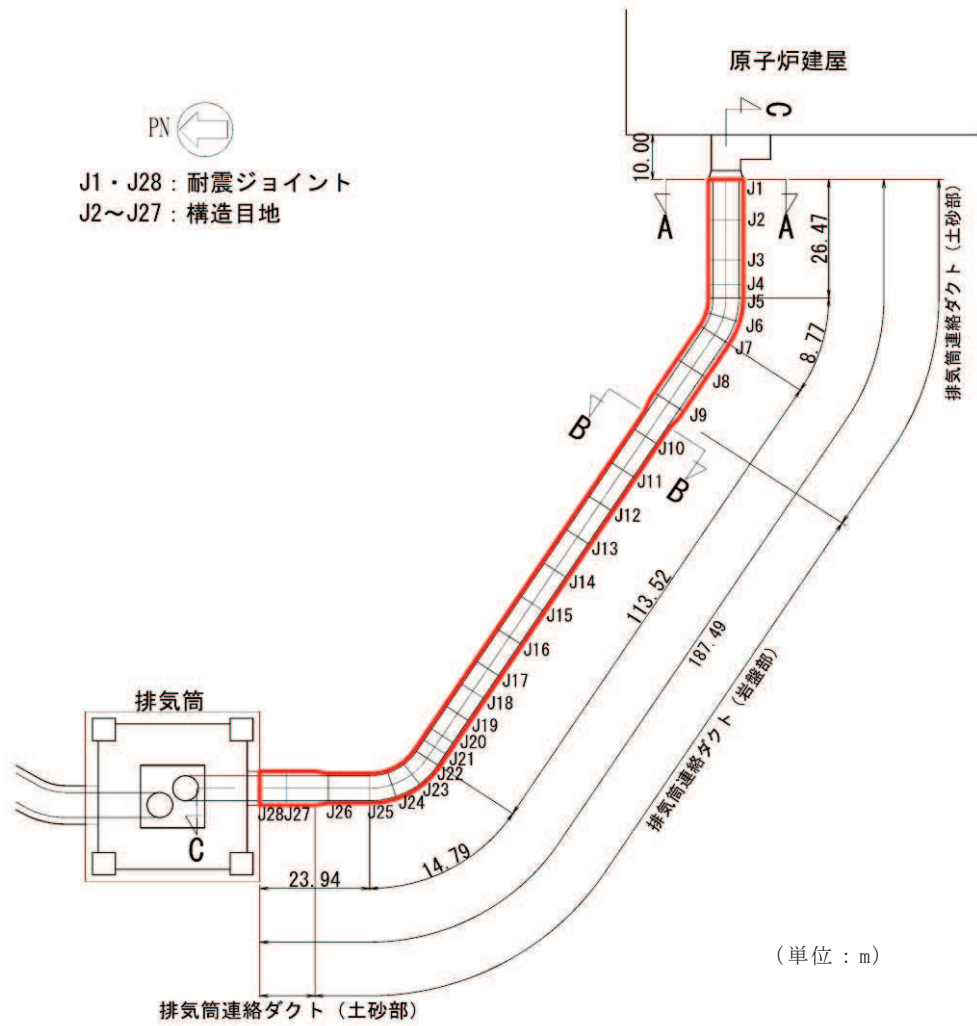 原子炉建屋
C
PN
10.00
J1・J28：耐震ジョイント
J2～J27：構造目地
J1
A
A
J2
26.47
J3
J4
J5
J6
J7
8.77
排気筒連絡ダクト（土砂部）
J8
J9
B
J10
B
J11
J12
J13
J14
113.52
J15
J16
187.49
J17
J18
排気筒
J19
J20
J21
J22
J23
J24
排気筒連絡ダクト（岩盤部）
J28
J27
J26
J25
C
14.79
23.94
（単位：m）
排気筒連絡ダクト（土砂部）